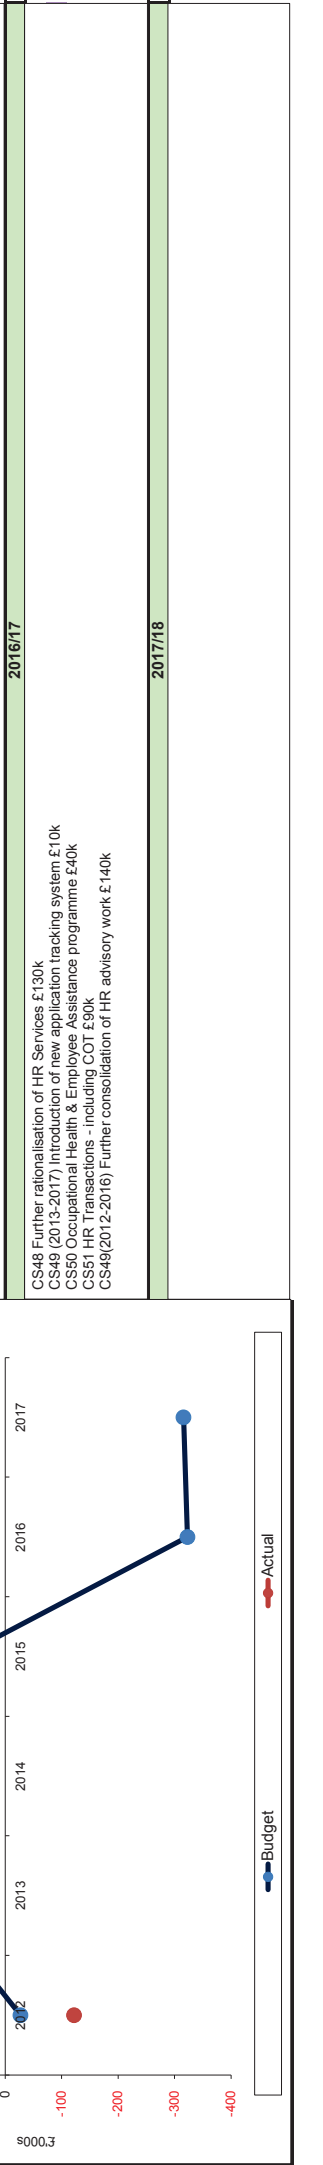 0
-100
-200
-300
-400
£'000s
2012
2013
2014
2015
2016
2017
Budget
Actual
2016/17
CS48 Further rationalisation of HR Services £130k
CS49 (2013-2017) Introduction of new application tracking system £10k
CS50 Occupational Health & Employee Assistance programme £40k
CS51 HR Transactions - including COT £90k
CS49(2012-2016) Further consolidation of HR advisory work £140k
2017/18